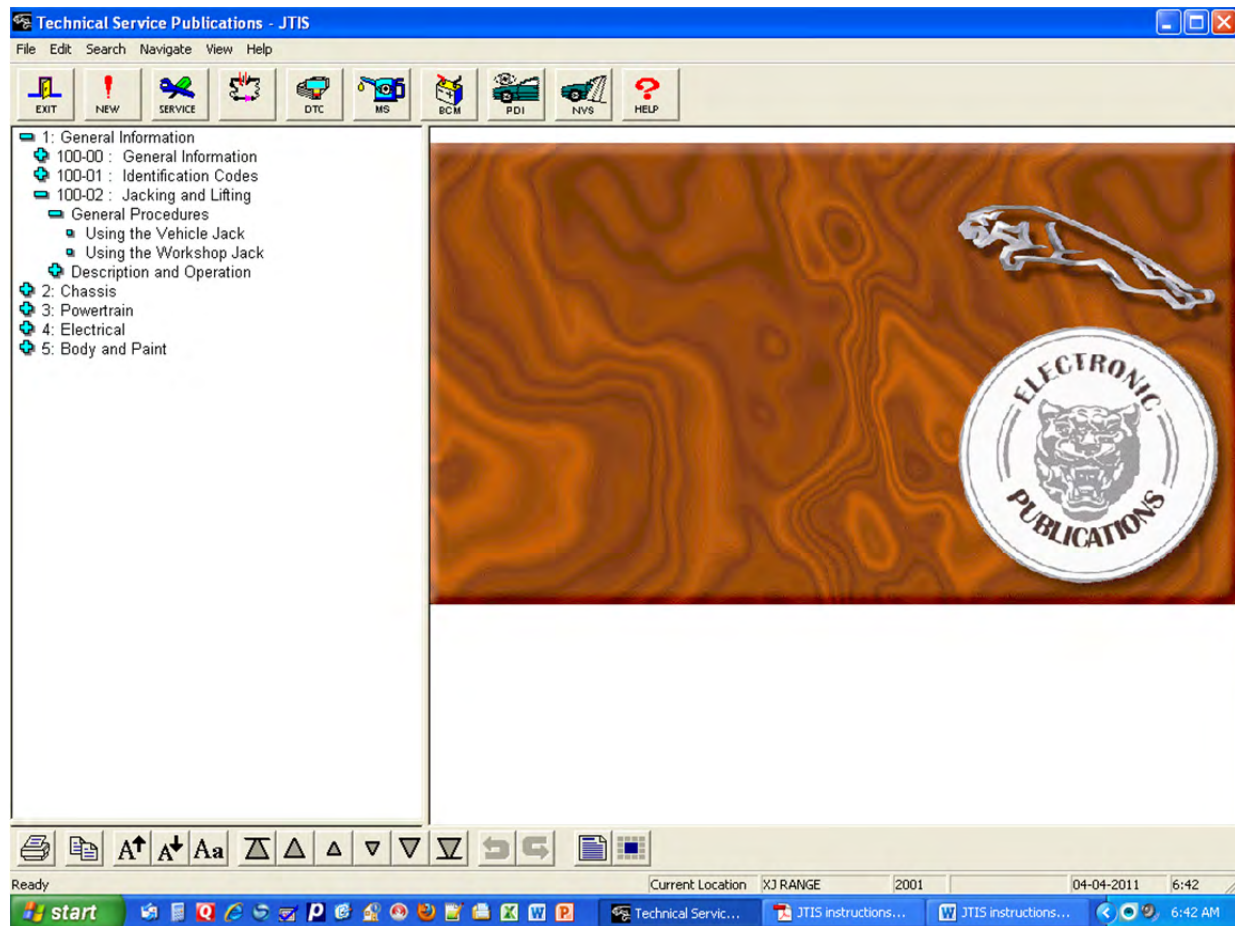 Technical Service Publications - JTIS
File Edit Search Navigate View Help
EXIT NEW SERVICE DTC MS BCM PDI NVS HELP
1: General Information
100-00 : General Information
100-01 : Identification Codes
100-02 : Jacking and Lifting
General Procedures
Using the Vehicle Jack
Using the Workshop Jack
Description and Operation
2: Chassis
3: Powertrain
4: Electrical
5: Body and Paint
ELECTRONIC
PUBLICATIONS
A A Aa
Ready Current Location XJ RANGE 2001 04-04-2011 6:42
start Technical Servic... JTIS instructions... JTIS instructions... 6:42 AM